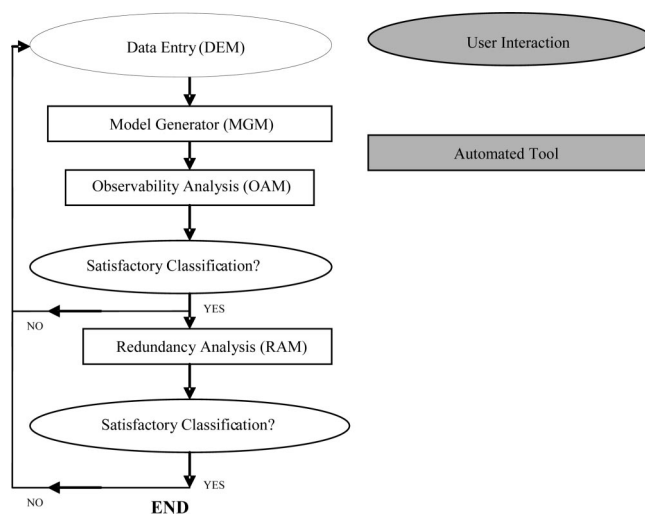 Data Entry (DEM)
User Interaction
Model Generator (MGM)
Automated Tool
Observability Analysis (OAM)
Satisfactory Classification?
NO
YES
Redundancy Analysis (RAM)
Satisfactory Classification?
NO
YES
END